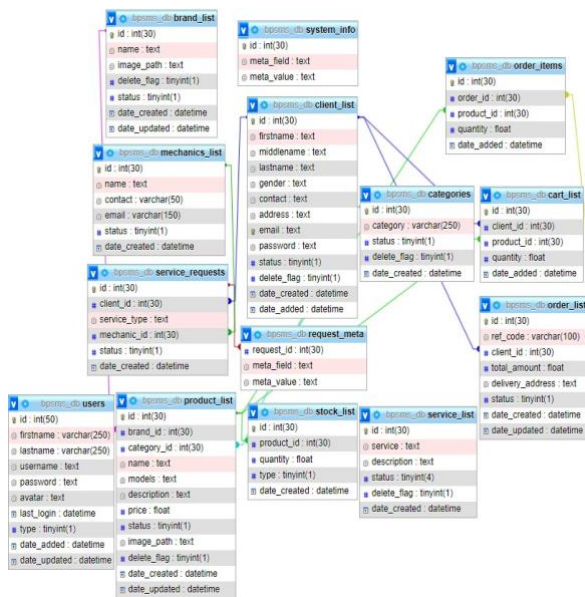 bpsms_db brand_list
id : int(30)
name : text
image_path : text
delete_flag : tinyint(1)
status : tinyint(1)
date_created : datetime
date_updated : datetime
bpsms_db system_info
id : int(30)
meta_field : text
meta_value : text
bpsms_db order_items
id : int(30)
order_id : int(30)
product_id : int(30)
quantity : float
date_added : datetime
bpsms_db client_list
id : int(30)
firstname : text
middlename : text
lastname : text
gender : text
contact : text
address : text
email : text
password : text
status : tinyint(1)
delete_flag : tinyint(1)
date_created : datetime
date_added : datetime
bpsms_db mechanics_list
id : int(30)
name : text
contact : varchar(50)
email : varchar(150)
status : tinyint(1)
date_created : datetime
bpsms_db categories
id : int(30)
category : varchar(250)
status : tinyint(1)
delete_flag : tinyint(1)
date_created : datetime
bpsms_db cart_list
id : int(30)
client_id : int(30)
product_id : int(30)
quantity : float
date_added : datetime
bpsms_db service_requests
id : int(30)
client_id : int(30)
service_type : text
mechanic_id : int(30)
status : tinyint(1)
date_created : datetime
bpsms_db order_list
id : int(30)
ref_code : varchar(100)
client_id : int(30)
total_amount : float
delivery_address : text
status : tinyint(1)
date_created : datetime
date_updated : datetime
bpsms_db request_meta
request_id : int(30)
meta_field : text
meta_value : text
bpsms_db users
id : int(50)
firstname : varchar(250)
lastname : varchar(250)
username : text
password : text
avatar : text
last_login : datetime
type : tinyint(1)
date_added : datetime
date_updated : datetime
bpsms_db product_list
id : int(30)
brand_id : int(30)
category_id : int(30)
name : text
models : text
description : text
price : float
status : tinyint(1)
image_path : text
delete_flag : tinyint(1)
date_created : datetime
date_updated : datetime
bpsms_db stock_list
id : int(30)
product_id : int(30)
quantity : float
type : tinyint(1)
date_created : datetime
bpsms_db service_list
id : int(30)
service : text
description : text
status : tinyint(4)
delete_flag : tinyint(1)
date_created : datetime